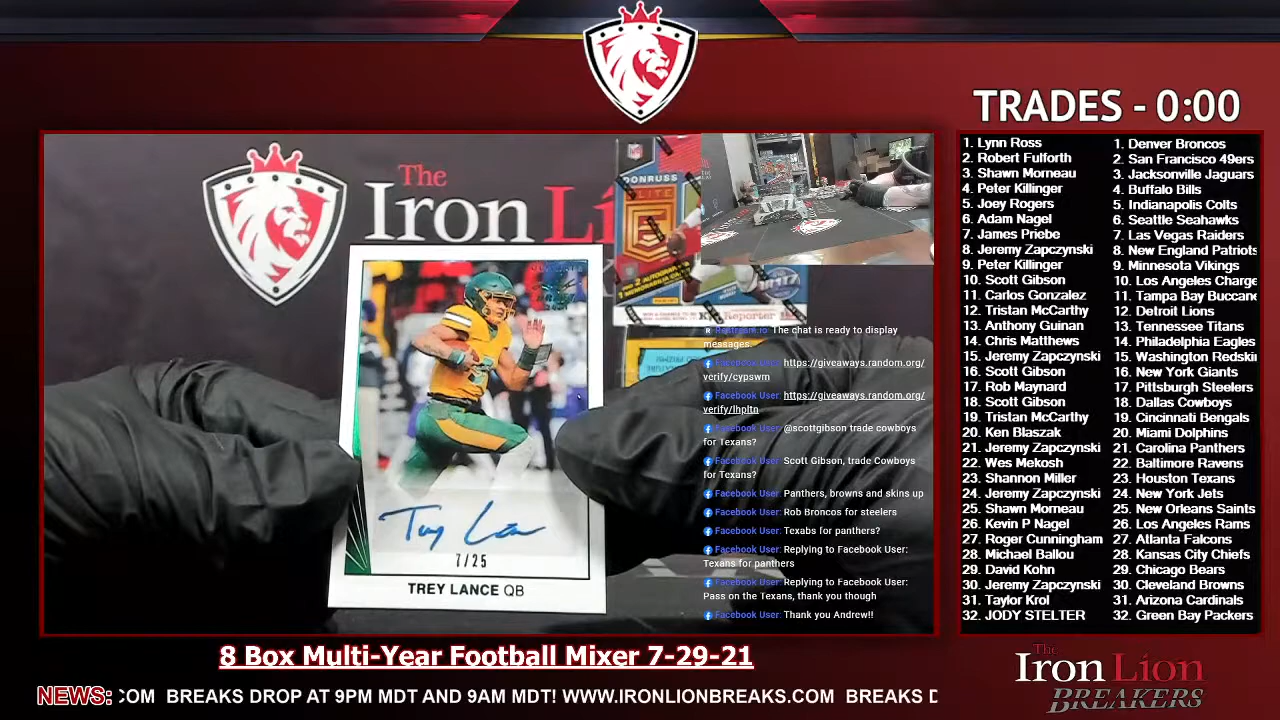 TRADES - 0:00
1. Lynn Ross
2. Robert Fulforth
3. Shawn Morneau
4. Peter Killinger
5. Joey Rogers
6. Adam Nagel
7. James Priebe
8. Jeremy Zapczynski
9. Peter Killinger
10. Scott Gibson
11. Carlos Gonzalez
12. Tristan McCarthy
13. Anthony Guinan
14. Chris Matthews
15. Jeremy Zapczynski
16. Scott Gibson
17. Rob Maynard
18. Scott Gibson
19. Tristan McCarthy
20. Ken Blaszak
21. Jeremy Zapczynski
22. Wes Mekosh
23. Shannon Miller
24. Jeremy Zapczynski
25. Shawn Morneau
26. Kevin P Nagel
27. Roger Cunningham
28. Michael Ballou
29. David Kohn
30. Jeremy Zapczynski
31. Taylor Krol
32. JODY STELTER
1. Denver Broncos
2. San Francisco 49ers
3. Jacksonville Jaguars
4. Buffalo Bills
5. Indianapolis Colts
6. Seattle Seahawks
7. Las Vegas Raiders
8. New England Patriots
9. Minnesota Vikings
10. Los Angeles Charge
11. Tampa Bay Buccane
12. Detroit Lions
13. Tennessee Titans
14. Philadelphia Eagles
15. Washington Redski
16. New York Giants
17. Pittsburgh Steelers
18. Dallas Cowboys
19. Cincinnati Bengals
20. Miami Dolphins
21. Carolina Panthers
22. Baltimore Ravens
23. Houston Texans
24. New York Jets
25. New Orleans Saints
26. Los Angeles Rams
27. Atlanta Falcons
28. Kansas City Chiefs
29. Chicago Bears
30. Cleveland Browns
31. Arizona Cardinals
32. Green Bay Packers
The
Iron Li
NFL
DONRUSS
ELITE
E
Trey Lance
7/25
TREY LANCE QB
Restream.io The chat is ready to display
messages.
Facebook User: https://giveaways.random.org/
verify/cypswm
Facebook User: https://giveaways.random.org/
verify/lhpltn
Facebook User: @scottgibson trade cowboys
for Texans?
Facebook User: Scott Gibson, trade Cowboys
for Texans?
Facebook User: Panthers, browns and skins up
Facebook User: Rob Broncos for steelers
Facebook User: Texabs for panthers?
Facebook User: Replying to Facebook User:
Texans for panthers
Facebook User: Replying to Facebook User:
Pass on the Texans, thank you though
Facebook User: Thank you Andrew!!
8 Box Multi-Year Football Mixer 7-29-21
NEWS: COM BREAKS DROP AT 9PM MDT AND 9AM MDT! WWW.IRONLIONBREAKS.COM BREAKS D
The
Iron Lion
BREAKERS